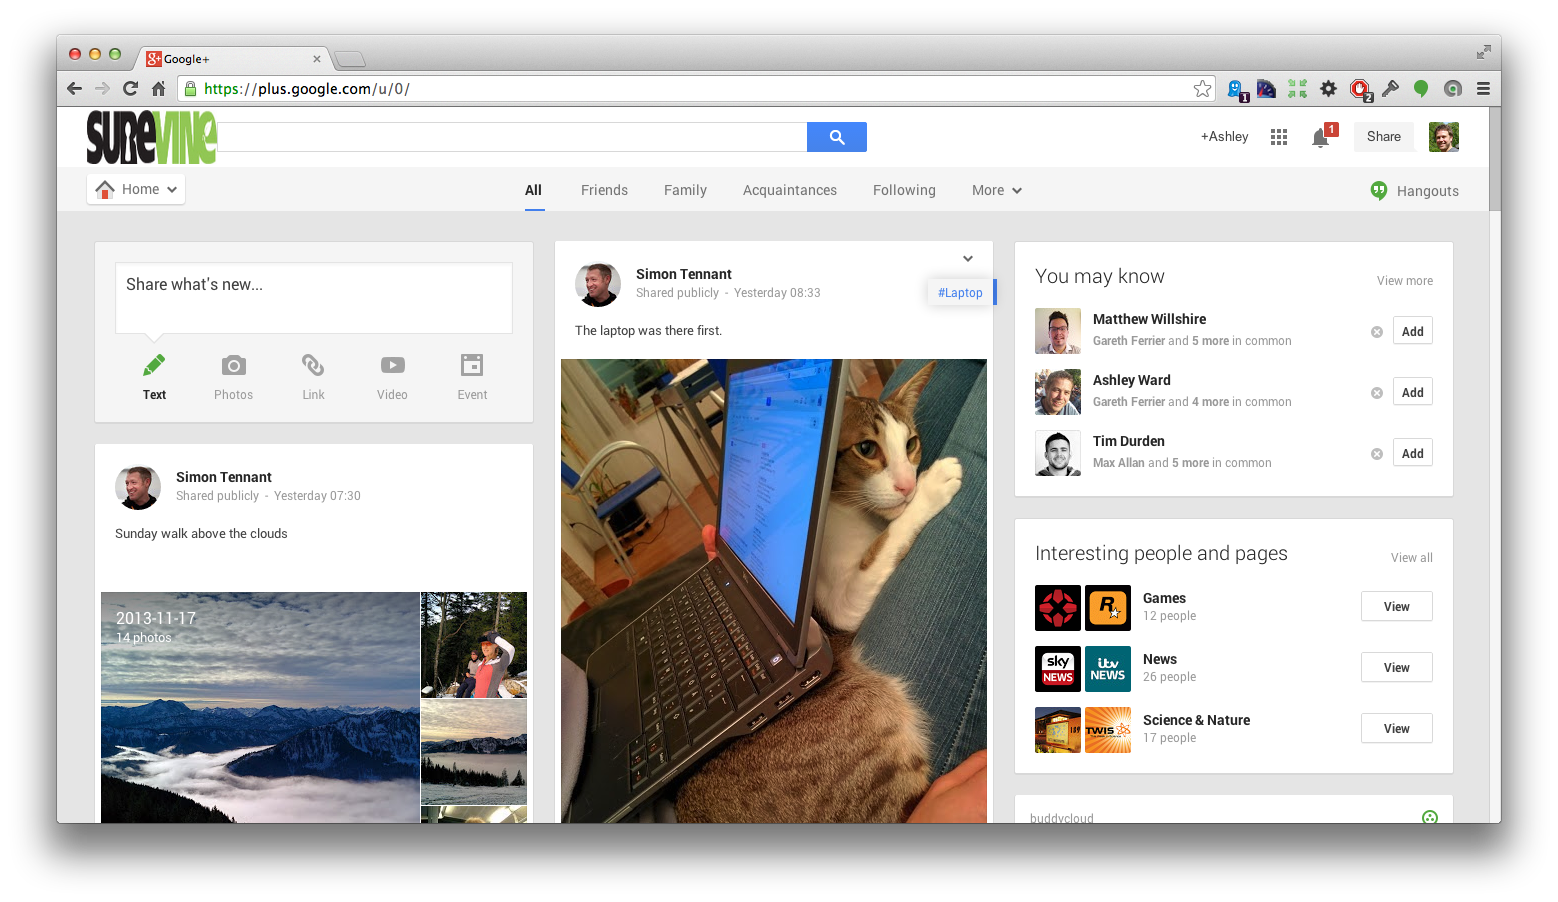 Google+
https://plus.google.com/u/0/
1
2
SUREVINE
+Ashley
1
Share
Home
All
Friends
Family
Acquaintances
Following
More
Hangouts
Share what's new...
Text
Photos
Link
Video
Event
Simon Tennant
Shared publicly - Yesterday 07:30
Sunday walk above the clouds
2013-11-17
14 photos
Simon Tennant
Shared publicly - Yesterday 08:33
#Laptop
The laptop was there first.
You may know
View more
Matthew Willshire
Gareth Ferrier and 5 more in common
Add
Ashley Ward
Gareth Ferrier and 4 more in common
Add
Tim Durden
Max Allan and 5 more in common
Add
Interesting people and pages
View all
R
Games
12 people
View
sky
NEWS
itv
NEWS
News
26 people
View
TWIS
Science & Nature
17 people
View
buddycloud